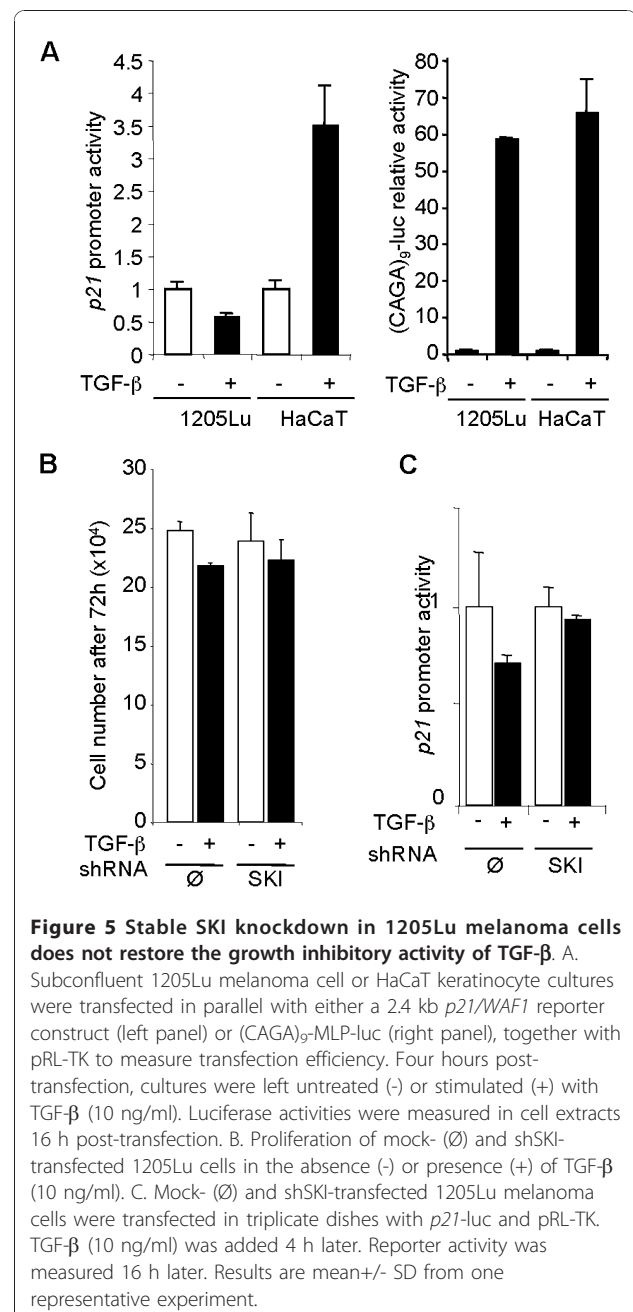 A
4.5
4
3.5
3
2.5
2
1.5
1
0.5
0
p21 promoter activity
TGF-β - + - +
1205Lu HaCaT
80
70
60
50
40
30
20
10
0
(CAGA)9-luc relative activity
TGF-β - + - +
1205Lu HaCaT
B
30
25
20
15
10
5
0
Cell number after 72h (x10⁴)
TGF-β - + - +
shRNA Ø SKI
C
1
0
p21 promoter activity
TGF-β - + - +
shRNA Ø SKI
Figure 5 Stable SKI knockdown in 1205Lu melanoma cells
does not restore the growth inhibitory activity of TGF-β. A.
Subconfluent 1205Lu melanoma cell or HaCaT keratinocyte cultures
were transfected in parallel with either a 2.4 kb p21/WAF1 reporter
construct (left panel) or (CAGA)9-MLP-luc (right panel), together with
pRL-TK to measure transfection efficiency. Four hours post-
transfection, cultures were left untreated (-) or stimulated (+) with
TGF-β (10 ng/ml). Luciferase activities were measured in cell extracts
16 h post-transfection. B. Proliferation of mock- (Ø) and shSKI-
transfected 1205Lu cells in the absence (-) or presence (+) of TGF-β
(10 ng/ml). C. Mock- (Ø) and shSKI-transfected 1205Lu melanoma
cells were transfected in triplicate dishes with p21-luc and pRL-TK.
TGF-β (10 ng/ml) was added 4 h later. Reporter activity was
measured 16 h later. Results are mean+/- SD from one
representative experiment.